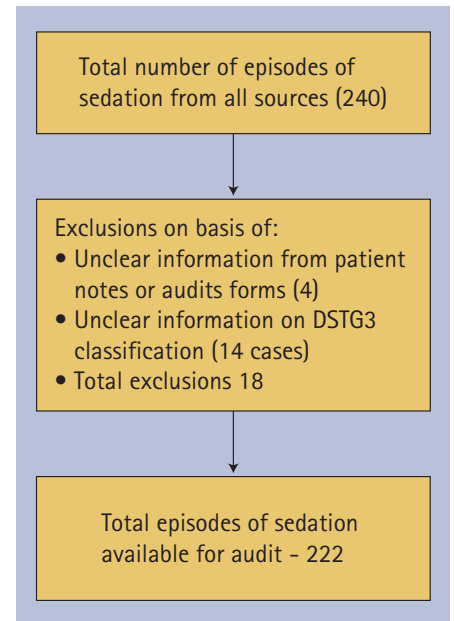 Total number of episodes of
sedation from all sources (240)
Exclusions on basis of:
• Unclear information from patient
notes or audits forms (4)
• Unclear information on DSTG3
classification (14 cases)
• Total exclusions 18
Total episodes of sedation
available for audit - 222